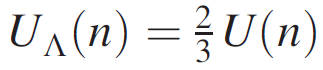 U_Λ(n) = 2/3 U(n)